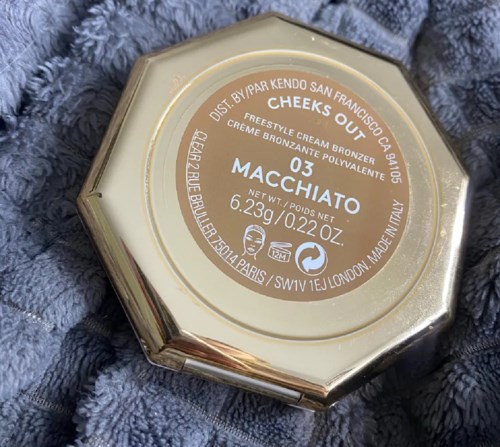 DIST. BY/PAR KENDO SAN FRANCISCO CA 94105
CHEEKS OUT
FREESTYLE CREAM BRONZER
CRÈME BRONZANTE POLYVALENTE
03
MACCHIATO
NET WT. / POIDS NET
6.23g/0.22 OZ.
12M
CLEAR 2 RUE BRULLER 75014 PARIS / SW1V 1EJ LONDON. MADE IN ITALY